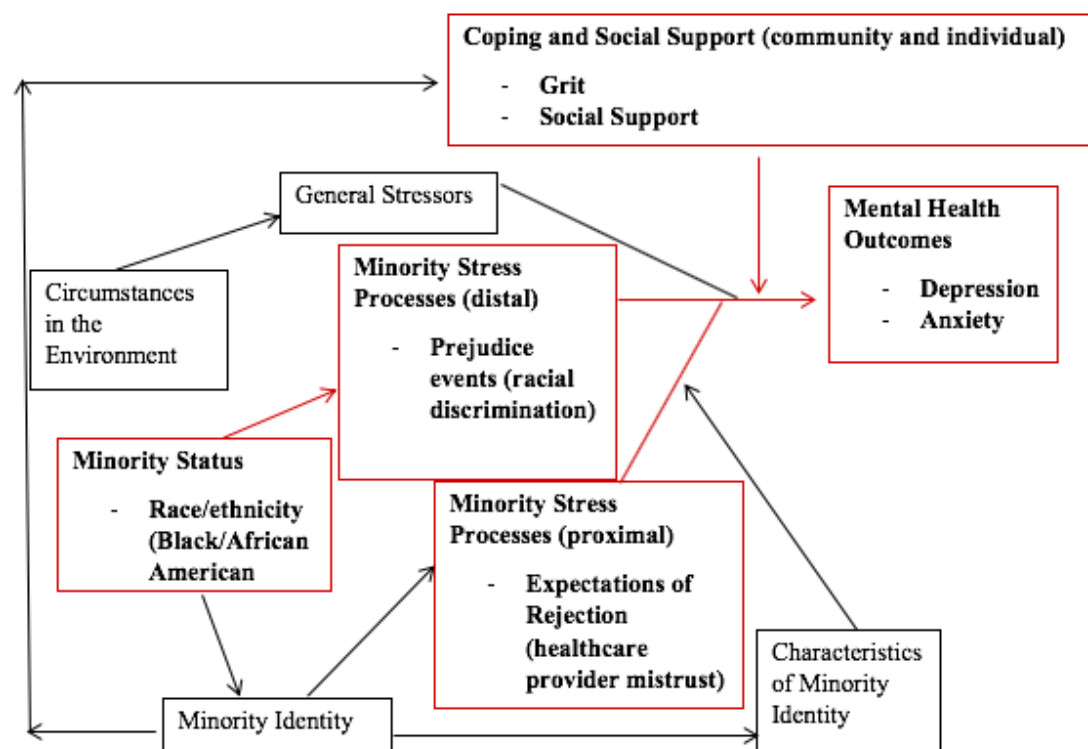 Coping and Social Support (community and individual)
- Grit
- Social Support
General Stressors
Mental Health
Outcomes
- Depression
- Anxiety
Minority Stress
Processes (distal)
- Prejudice
events (racial
discrimination)
Circumstances
in the
Environment
Minority Status
- Race/ethnicity
(Black/African
American
Minority Stress
Processes (proximal)
- Expectations of
Rejection
(healthcare
provider mistrust)
Characteristics
of Minority
Identity
Minority Identity